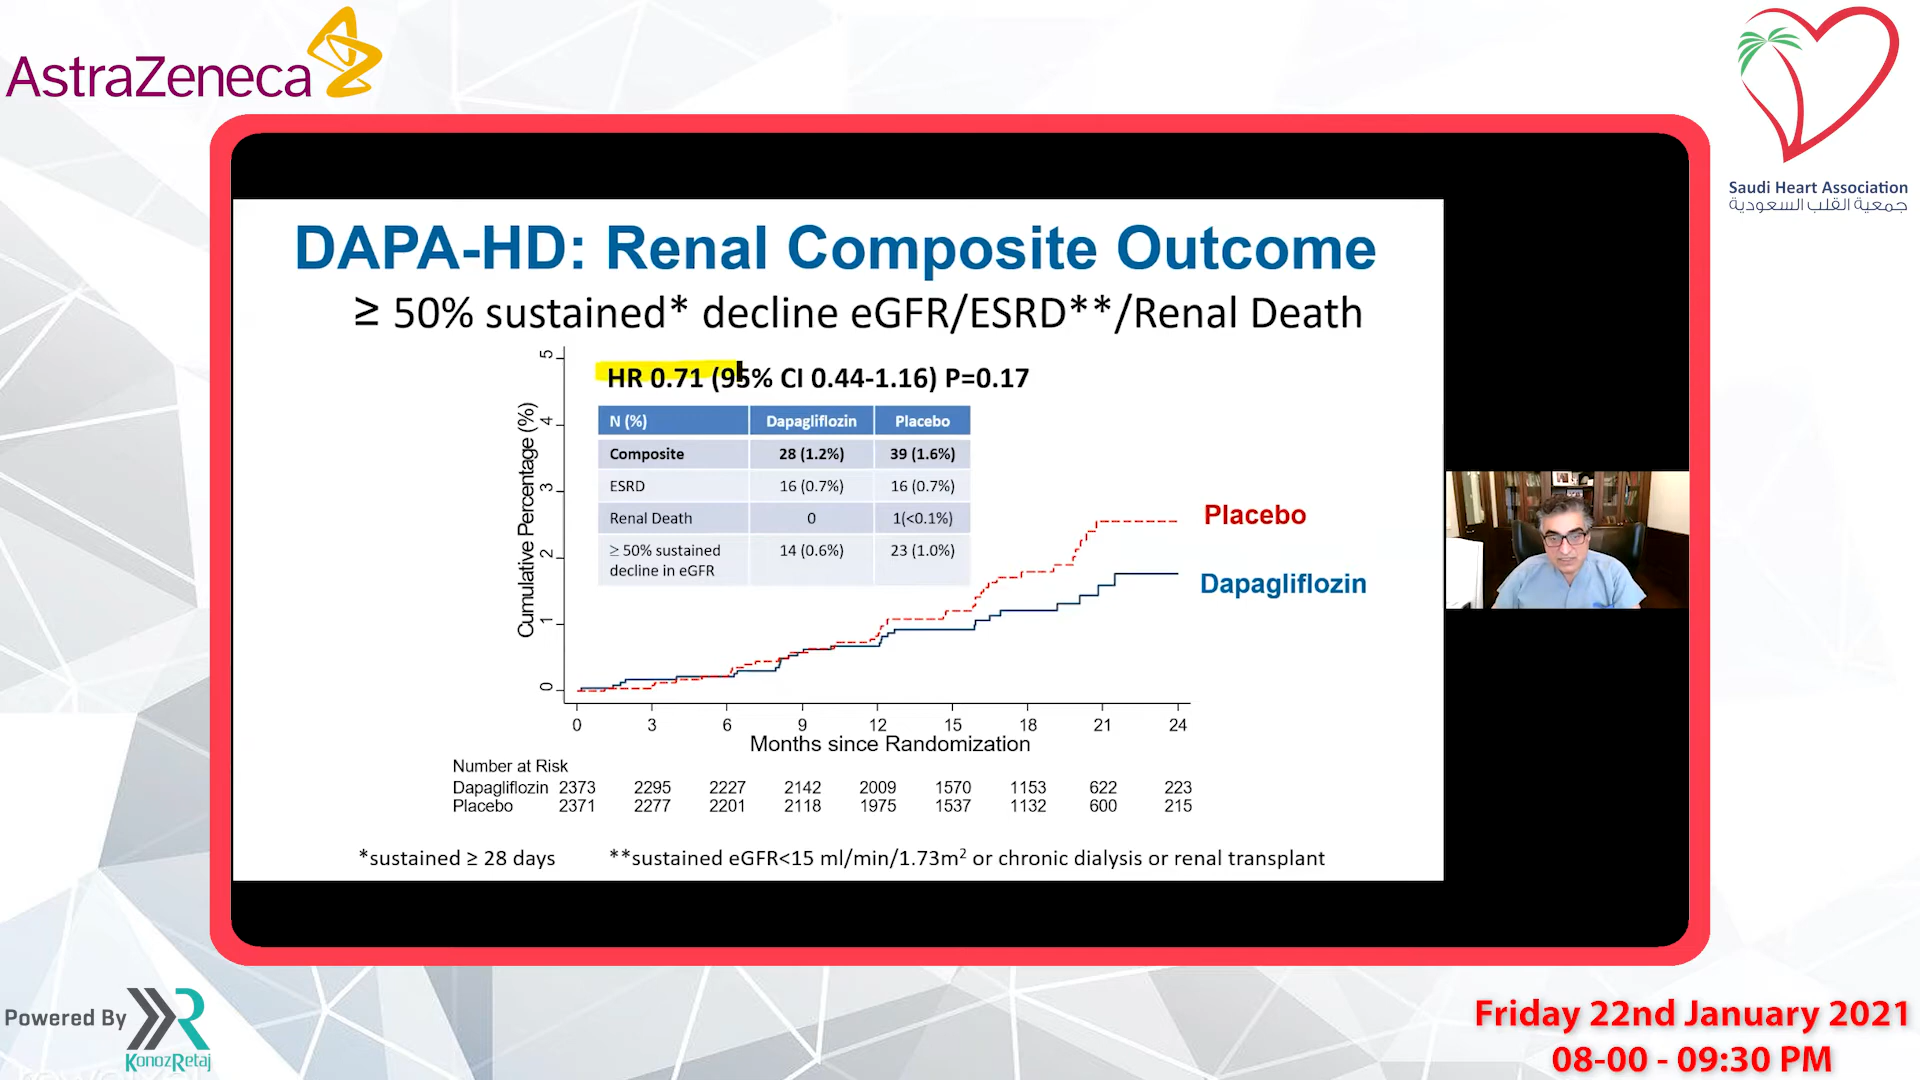 AstraZeneca
Saudi Heart Association
جمعية القلب السعودية
DAPA-HD: Renal Composite Outcome
≥ 50% sustained* decline eGFR/ESRD**/Renal Death
HR 0.71 (95% CI 0.44-1.16) P=0.17
N (%) Dapagliflozin Placebo
Composite 28 (1.2%) 39 (1.6%)
ESRD 16 (0.7%) 16 (0.7%)
Renal Death 0 1(<0.1%)
≥ 50% sustained 14 (0.6%) 23 (1.0%)
decline in eGFR
Cumulative Percentage (%)
5
4
3
2
1
0
Placebo
Dapagliflozin
0 3 6 9 12 15 18 21 24
Months since Randomization
Number at Risk
Dapagliflozin 2373 2295 2227 2142 2009 1570 1153 622 223
Placebo 2371 2277 2201 2118 1975 1537 1132 600 215
*sustained ≥ 28 days **sustained eGFR<15 ml/min/1.73m² or chronic dialysis or renal transplant
Powered By
KonozRetaj
Friday 22nd January 2021
08-00 - 09:30 PM